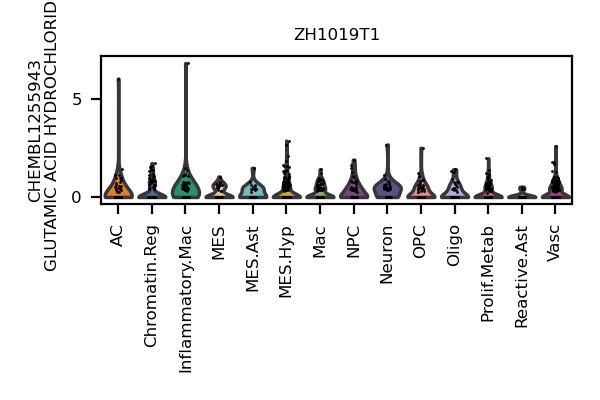 ZH1019T1
CHEMBL1255943
GLUTAMIC ACID HYDROCHLORID
5
0
AC
Chromatin.Reg
Inflammatory.Mac
MES
MES.Ast
MES.Hyp
Mac
NPC
Neuron
OPC
Oligo
Prolif.Metab
Reactive.Ast
Vasc